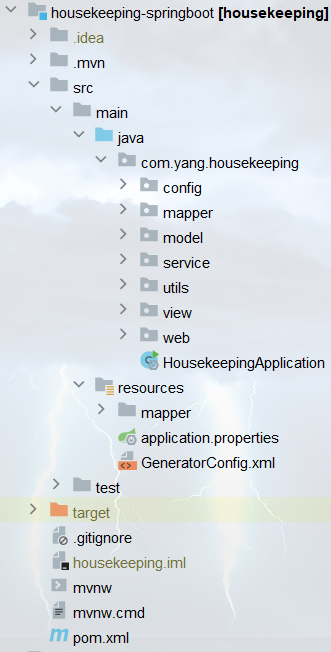 housekeeping-springboot [housekeeping]
.idea
.mvn
src
main
java
com.yang.housekeeping
config
mapper
model
service
utils
view
web
HousekeepingApplication
resources
mapper
application.properties
GeneratorConfig.xml
test
target
.gitignore
housekeeping.iml
mvnw
mvnw.cmd
pom.xml